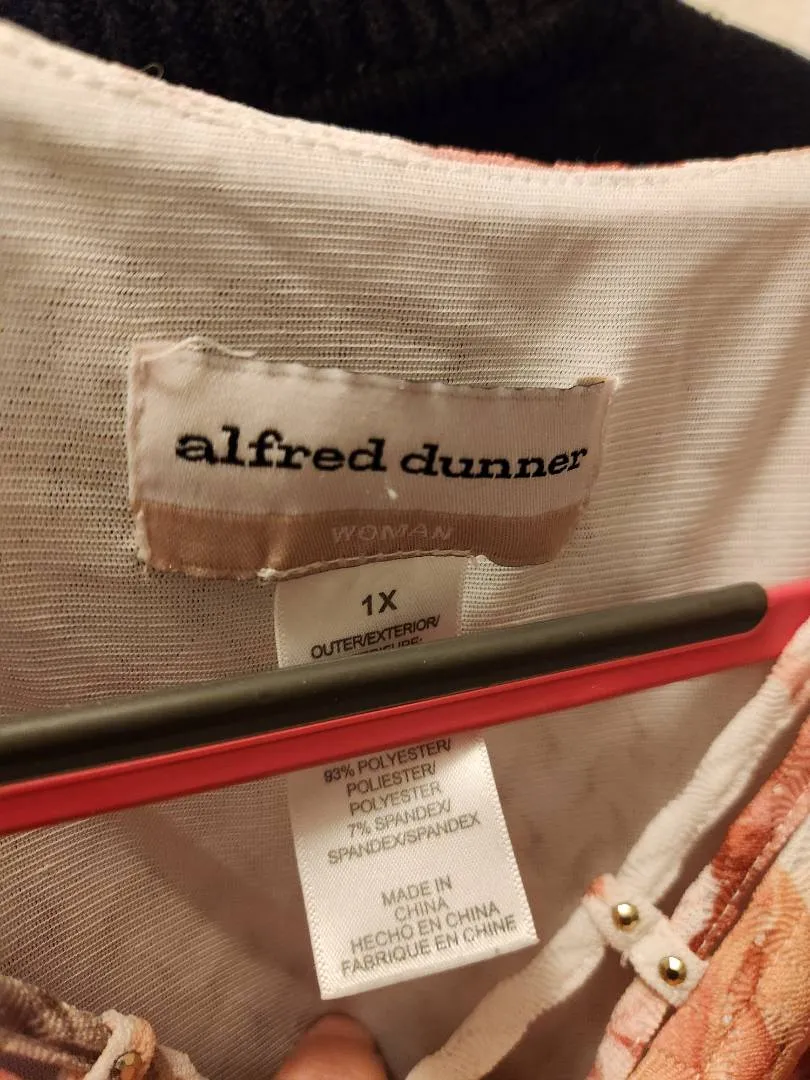 alfred dunner
WOMAN
1X
OUTER/EXTERIOR/
93% POLYESTER/
POLIESTER/
POLYESTER
7% SPANDEX/
SPANDEX/SPANDEX
MADE IN
CHINA
HECHO EN CHINA
FABRIQUE EN CHINE